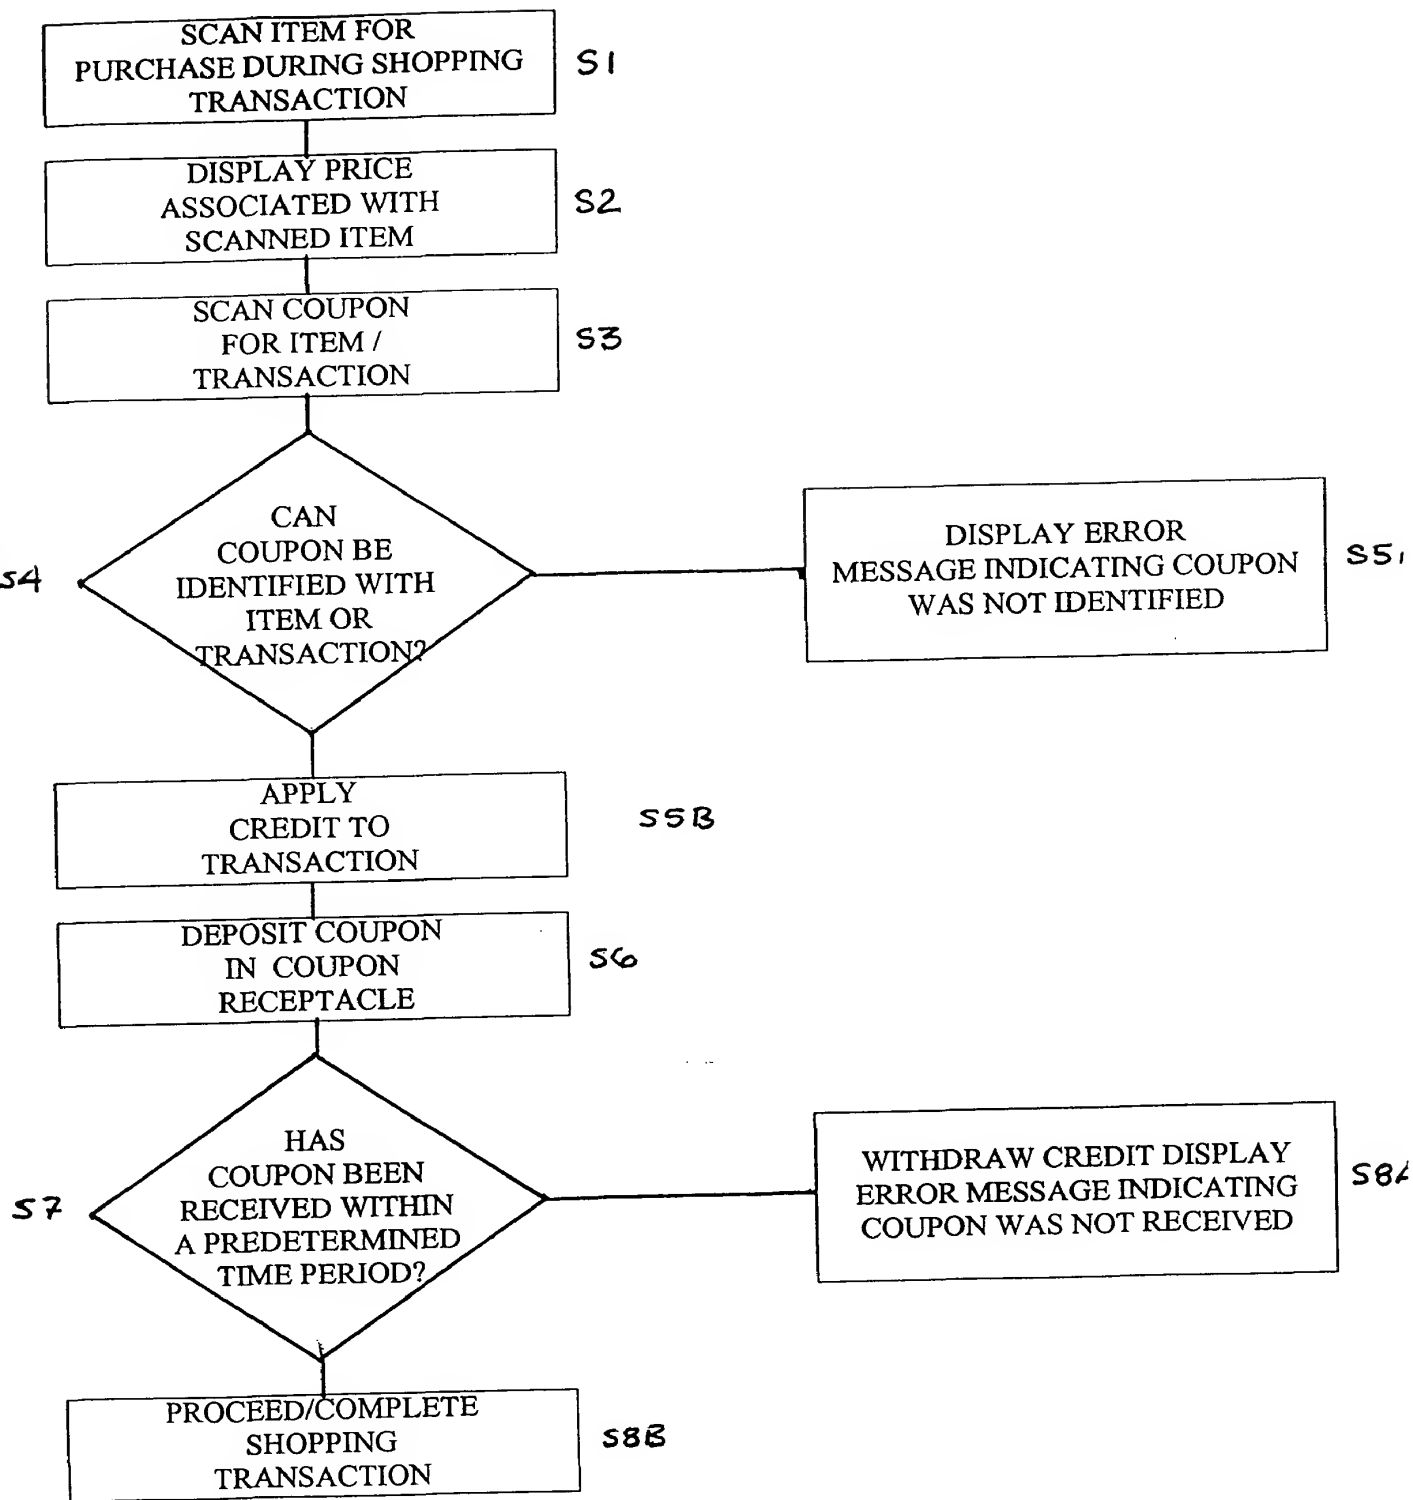 SCAN ITEM FOR
PURCHASE DURING SHOPPING
TRANSACTION
S1
DISPLAY PRICE
ASSOCIATED WITH
SCANNED ITEM
S2
SCAN COUPON
FOR ITEM /
TRANSACTION
S3
CAN
COUPON BE
IDENTIFIED WITH
ITEM OR
TRANSACTION?
S4
DISPLAY ERROR
MESSAGE INDICATING COUPON
WAS NOT IDENTIFIED
APPLY
CREDIT TO
TRANSACTION
S5B
DEPOSIT COUPON
IN COUPON
RECEPTACLE
S6
HAS
COUPON BEEN
RECEIVED WITHIN
A PREDETERMINED
TIME PERIOD?
S7
WITHDRAW CREDIT DISPLAY
ERROR MESSAGE INDICATING
COUPON WAS NOT RECEIVED
PROCEED/COMPLETE
SHOPPING
TRANSACTION
S8B